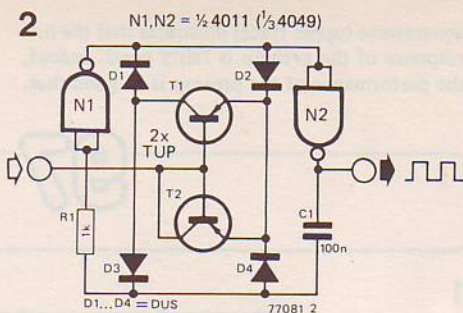 2
N1,N2 = ½ 4011 (⅓ 4049)
N1
D1
D2
T1
N2
2x
TUP
T2
R1
1k
C1
100n
D3
D4
D1...D4 = DUS
77081 2